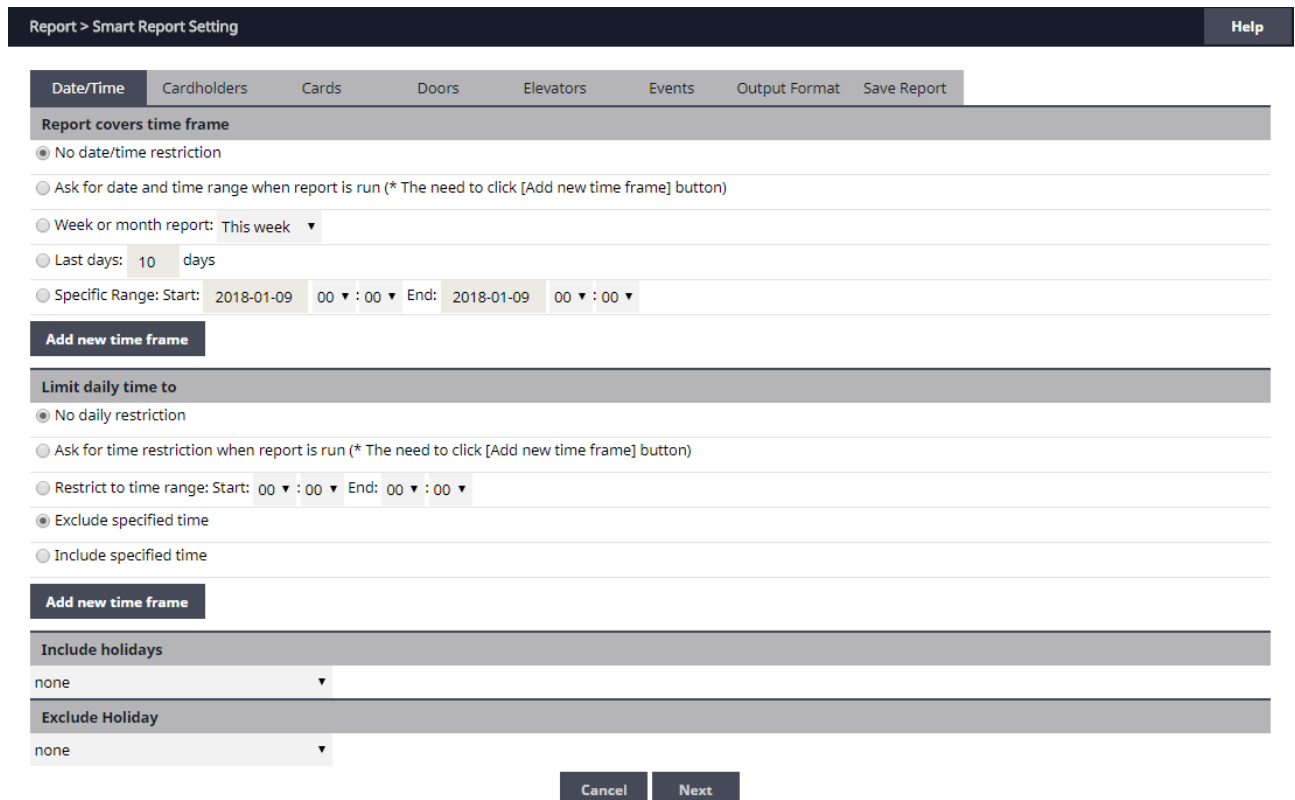 Report > Smart Report Setting Help
Date/Time Cardholders Cards Doors Elevators Events Output Format Save Report
Report covers time frame
No date/time restriction
Ask for date and time range when report is run (* The need to click [Add new time frame] button)
Week or month report: This week
Last days: 10 days
Specific Range: Start: 2018-01-09 00 : 00 End: 2018-01-09 00 : 00
Add new time frame
Limit daily time to
No daily restriction
Ask for time restriction when report is run (* The need to click [Add new time frame] button)
Restrict to time range: Start: 00 : 00 End: 00 : 00
Exclude specified time
Include specified time
Add new time frame
Include holidays
none
Exclude Holiday
none
Cancel Next